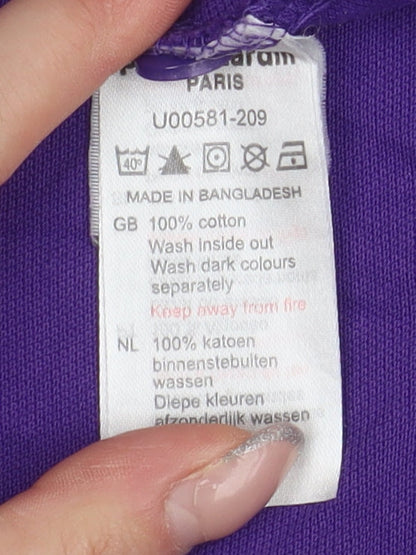 PARIS
U00581-209
40°
MADE IN BANGLADESH
GB 100% cotton
Wash inside out
Wash dark colours
separately
Keep away from fire
NL 100% katoen
binnenstebuiten
wassen
Diepe kleuren
afzonderlijk wassen